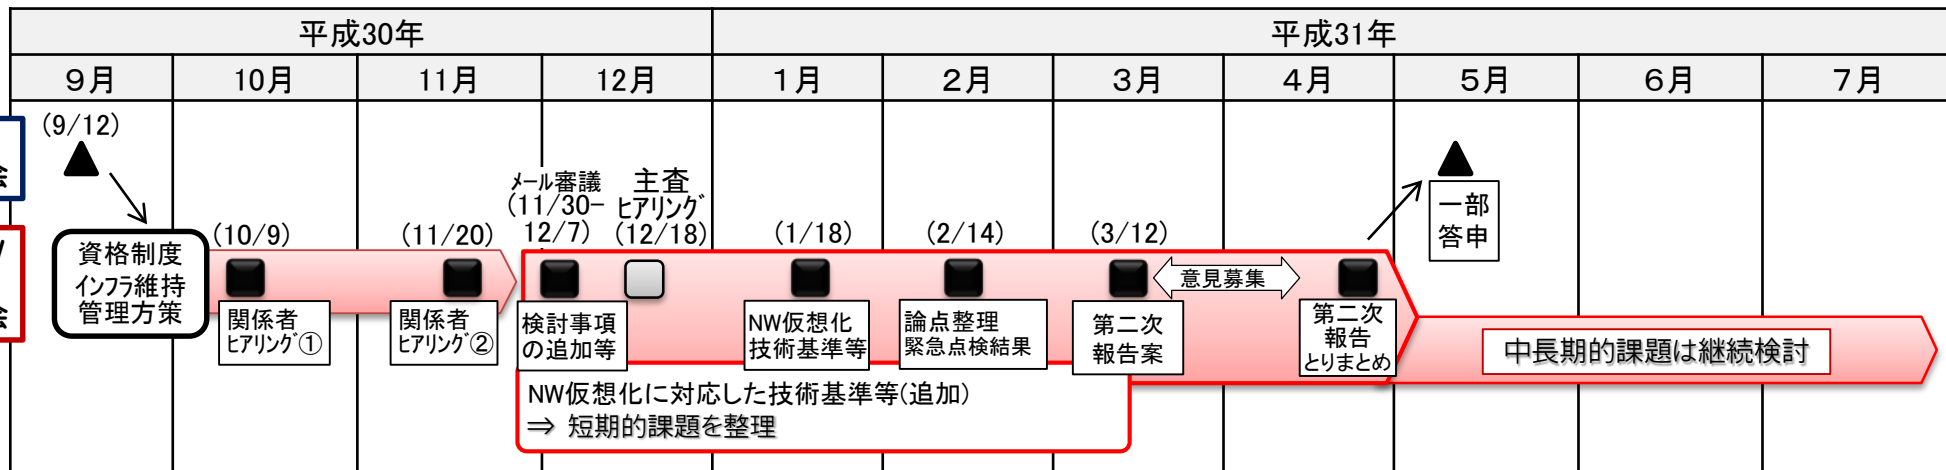 平成30年
平成31年
9月
10月
11月
12月
1月
2月
3月
4月
5月
6月
7月
(9/12)
会
会
資格制度
インフラ維持
管理方策
(10/9)
関係者
ヒアリング①
(11/20)
関係者
ヒアリング②
メール審議
(11/30-
12/7)
検討事項
の追加等
主査
ヒアリング
(12/18)
(1/18)
NW仮想化
技術基準等
(2/14)
論点整理
緊急点検結果
(3/12)
第二次
報告案
意見募集
第二次
報告
とりまとめ
一部
答申
中長期的課題は継続検討
NW仮想化に対応した技術基準等(追加)
⇒ 短期的課題を整理